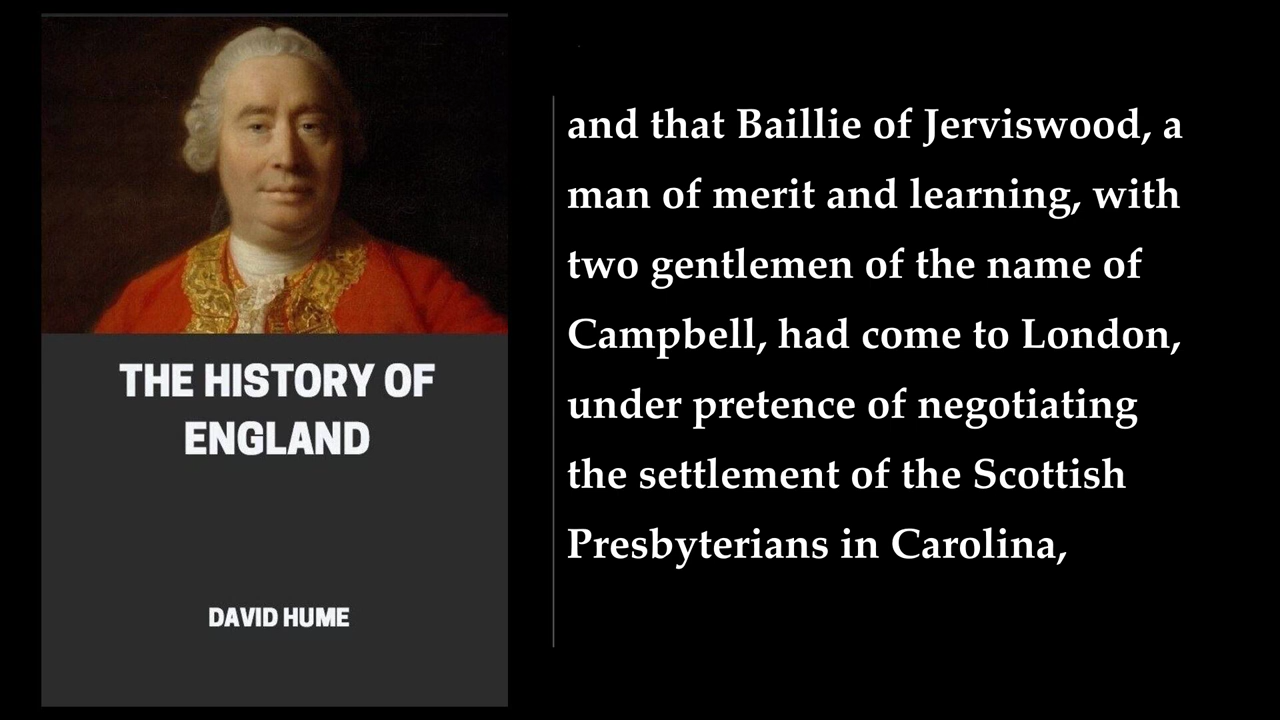 THE HISTORY OF
ENGLAND
DAVID HUME
and that Baillie of Jerviswood, a
man of merit and learning, with
two gentlemen of the name of
Campbell, had come to London,
under pretence of negotiating
the settlement of the Scottish
Presbyterians in Carolina,